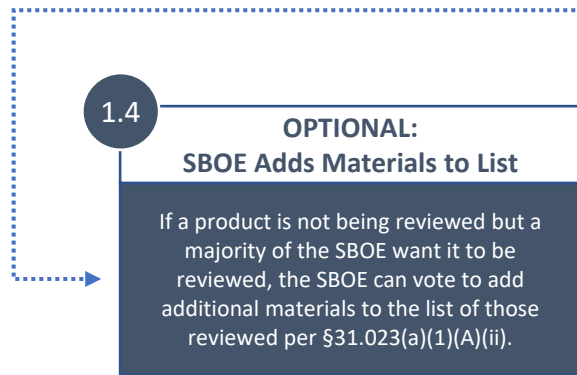 1.4
OPTIONAL:
SBOE Adds Materials to List
If a product is not being reviewed but a
majority of the SBOE want it to be
reviewed, the SBOE can vote to add
additional materials to the list of those
reviewed per §31.023(a)(1)(A)(ii).